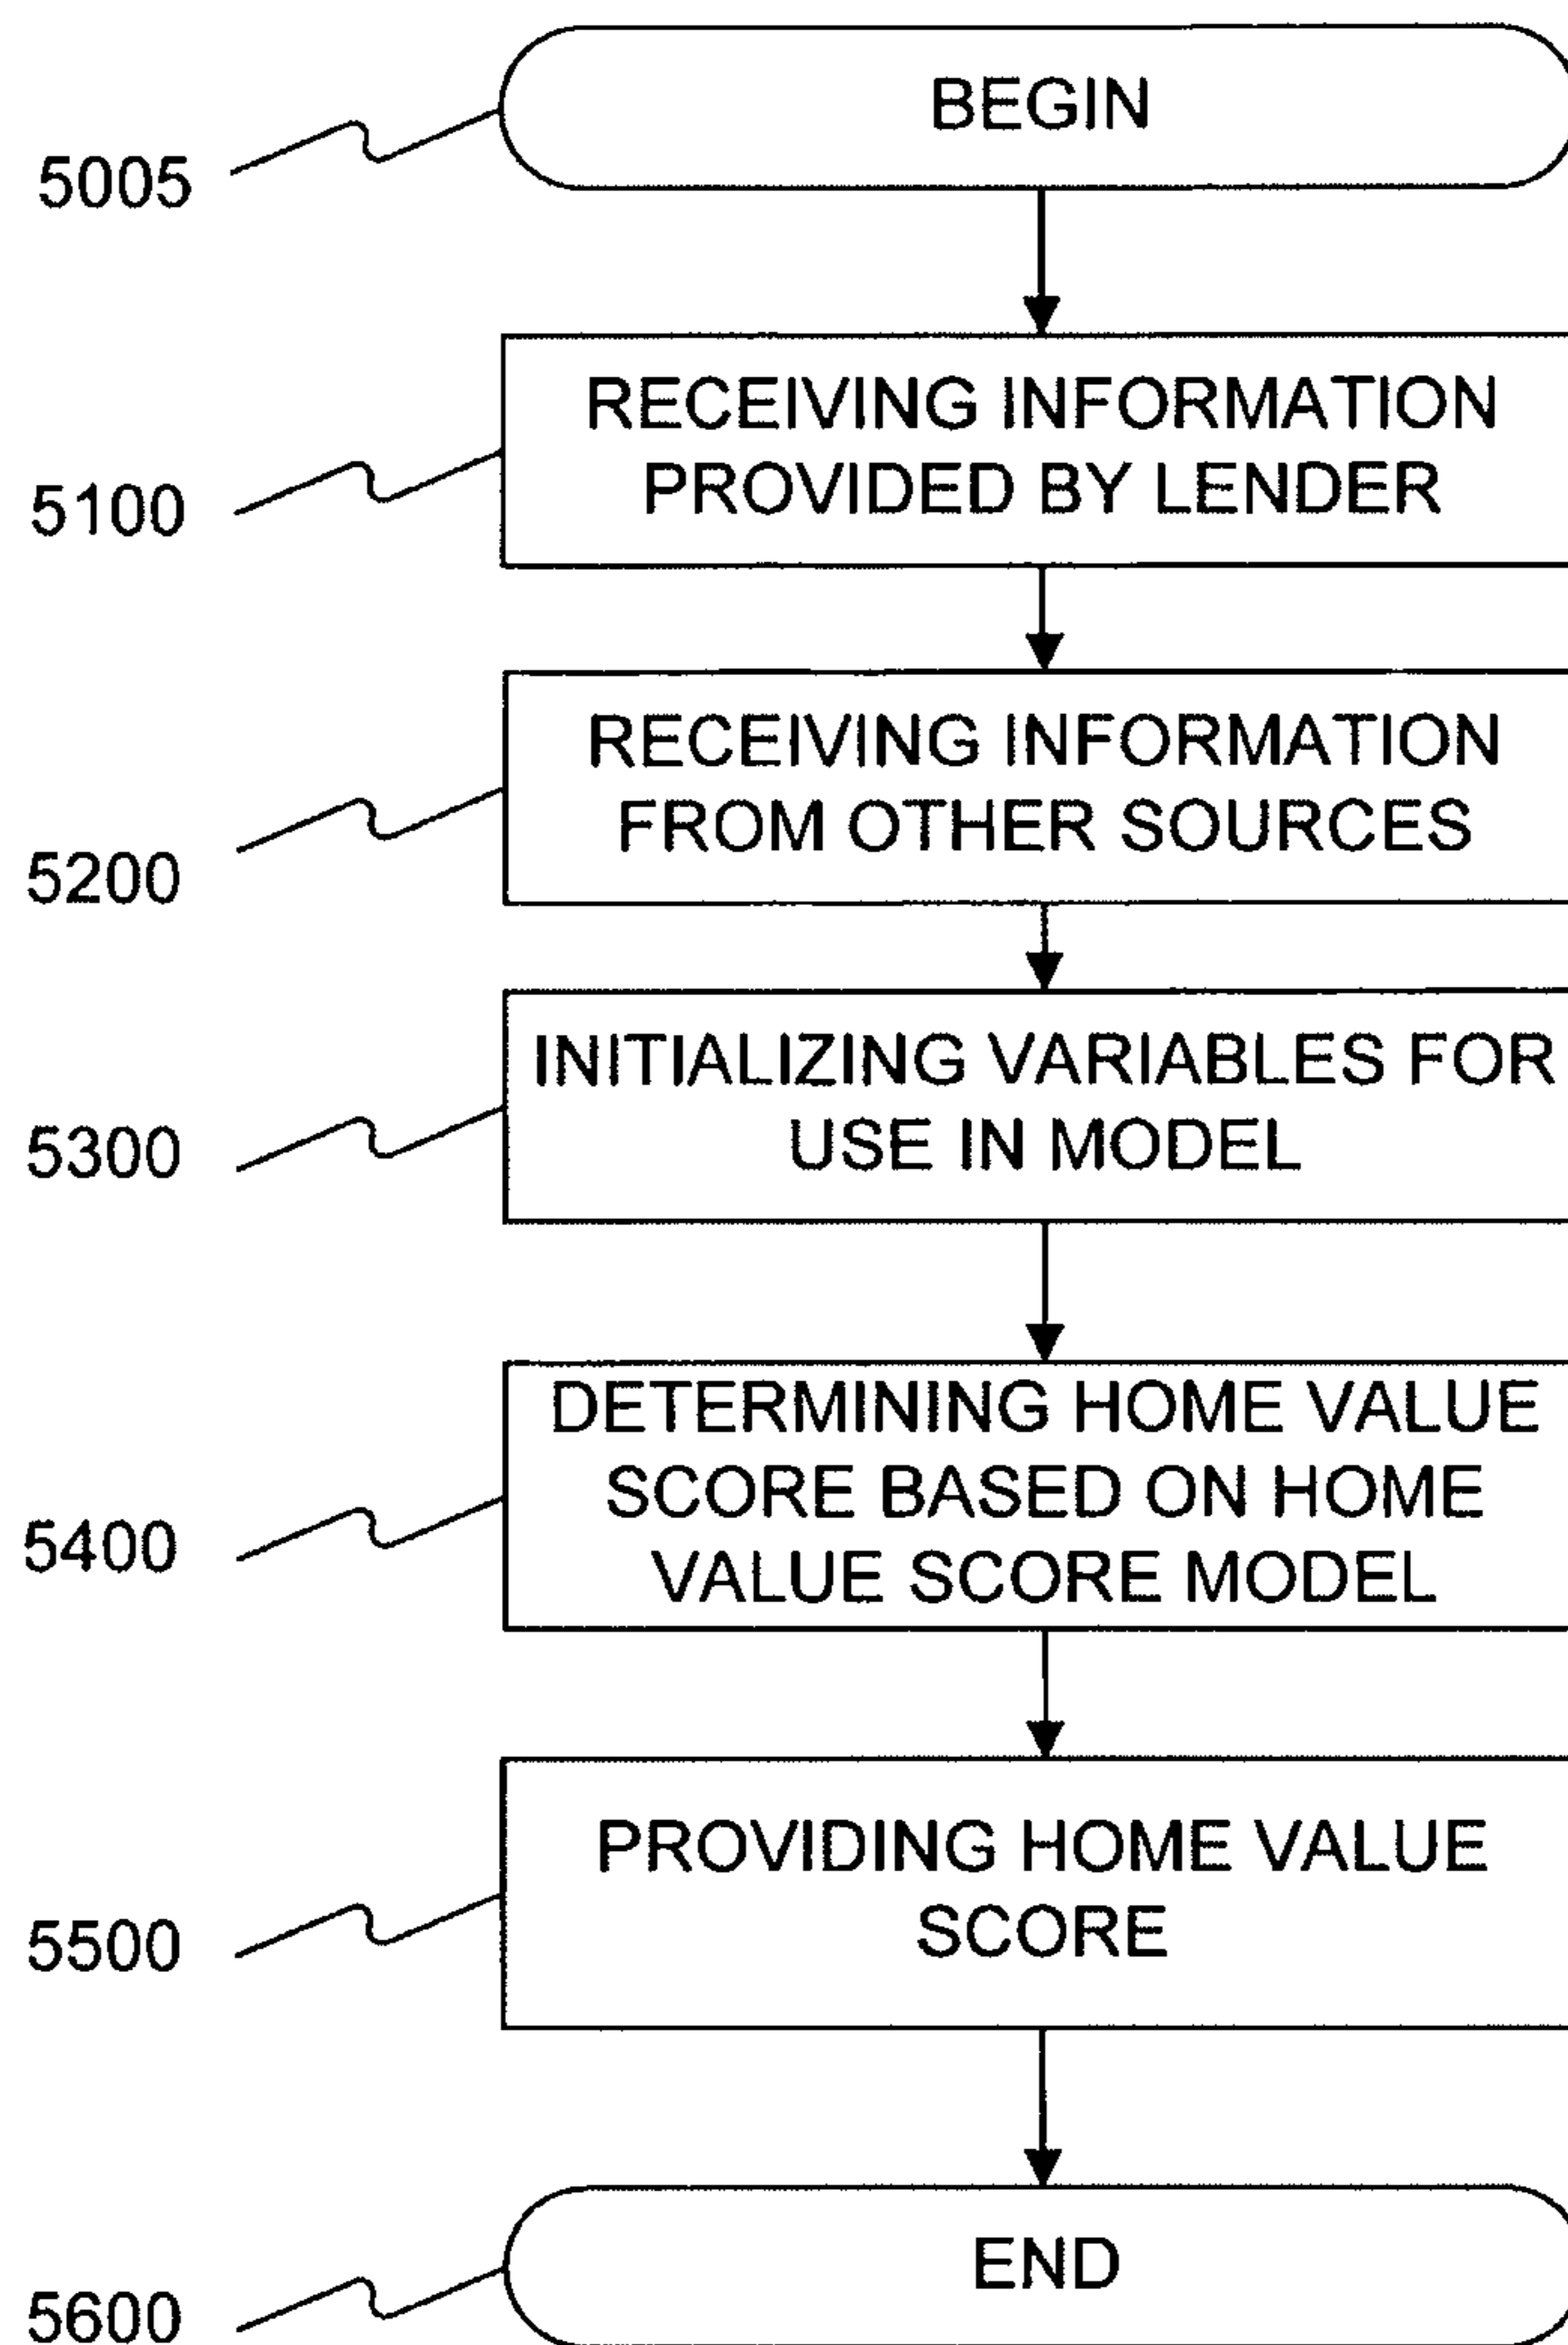 BEGIN
5005
RECEIVING INFORMATION
PROVIDED BY LENDER
5100
RECEIVING INFORMATION
FROM OTHER SOURCES
5200
INITIALIZING VARIABLES FOR
USE IN MODEL
5300
DETERMINING HOME VALUE
SCORE BASED ON HOME
VALUE SCORE MODEL
5400
PROVIDING HOME VALUE
SCORE
5500
END
5600